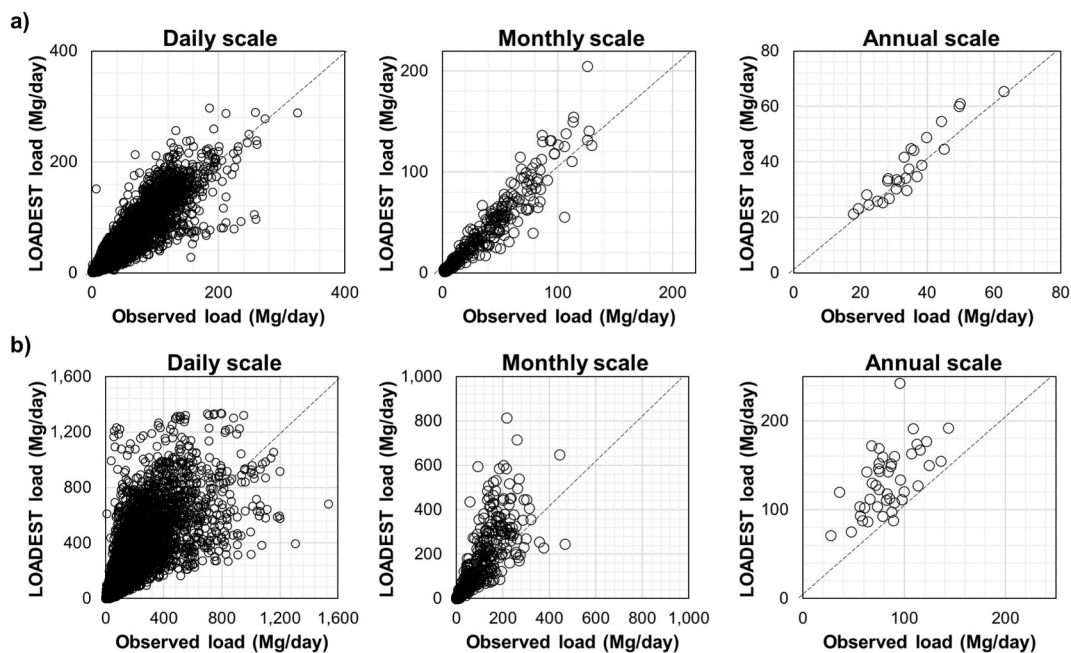 a)
Daily scale
LOADEST load (Mg/day)
400
200
0
0 200 400
Observed load (Mg/day)
Monthly scale
LOADEST load (Mg/day)
200
100
0
0 100 200
Observed load (Mg/day)
Annual scale
LOADEST load (Mg/day)
80
60
40
20
0
0 20 40 60 80
Observed load (Mg/day)
b)
Daily scale
LOADEST load (Mg/day)
1,600
1,200
800
400
0
0 400 800 1,200 1,600
Observed load (Mg/day)
Monthly scale
LOADEST load (Mg/day)
1,000
800
600
400
200
0
0 200 400 600 800 1,000
Observed load (Mg/day)
Annual scale
LOADEST load (Mg/day)
200
100
0
0 100 200
Observed load (Mg/day)